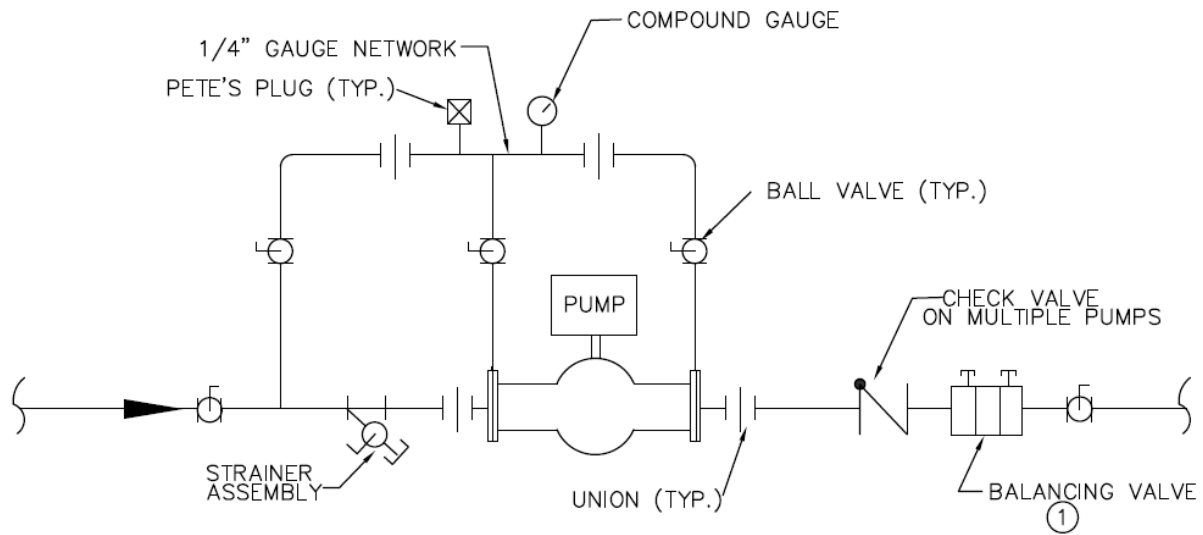 COMPOUND GAUGE
1/4" GAUGE NETWORK
PETE'S PLUG (TYP.)
BALL VALVE (TYP.)
PUMP
CHECK VALVE
ON MULTIPLE PUMPS
STRAINER
ASSEMBLY
UNION (TYP.)
BALANCING VALVE
1